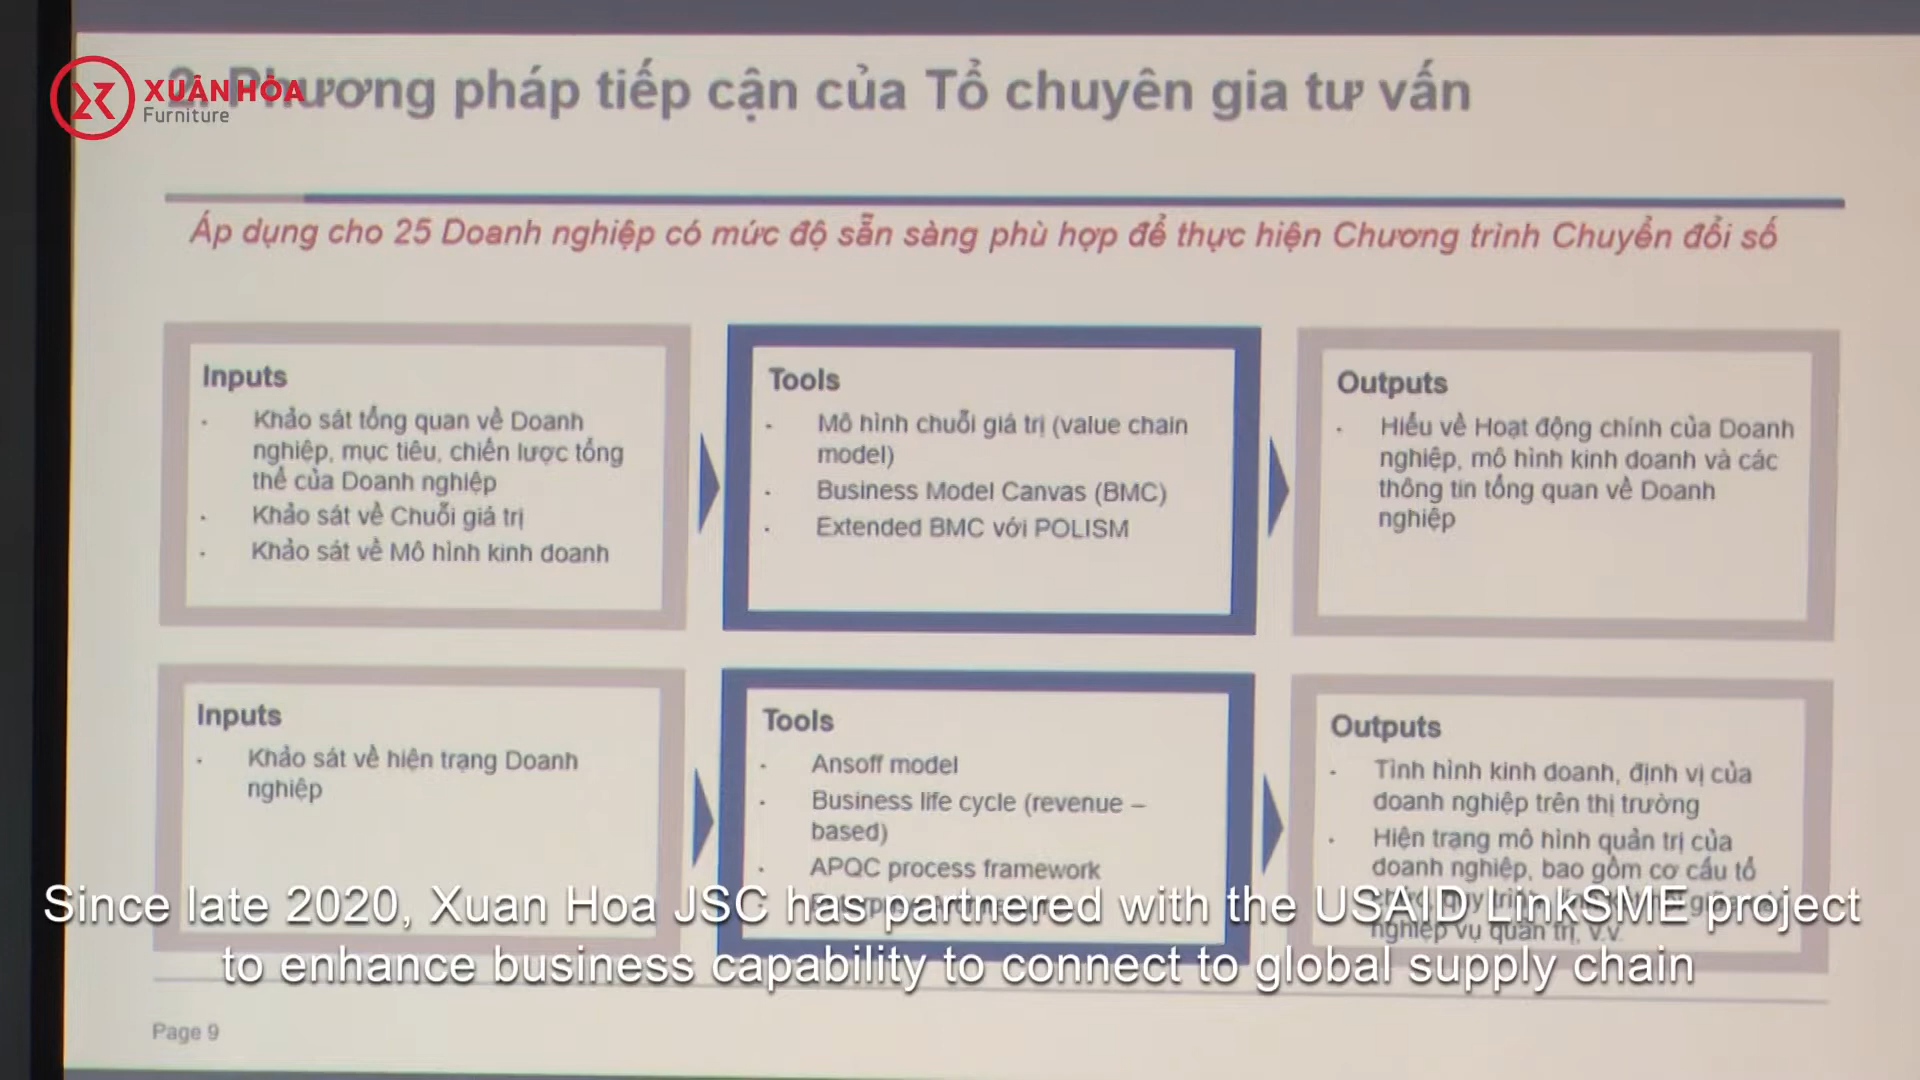 XUÂN HÒA
Furniture
2. Phương pháp tiếp cận của Tổ chuyên gia tư vấn
Áp dụng cho 25 Doanh nghiệp có mức độ sẵn sàng phù hợp để thực hiện Chương trình Chuyển đổi số
Inputs
· Khảo sát tổng quan về Doanh
nghiệp, mục tiêu, chiến lược tổng
thể của Doanh nghiệp
· Khảo sát về Chuỗi giá trị
· Khảo sát về Mô hình kinh doanh
Tools
· Mô hình chuỗi giá trị (value chain
model)
· Business Model Canvas (BMC)
· Extended BMC với POLISM
Outputs
· Hiểu về Hoạt động chính của Doanh
nghiệp, mô hình kinh doanh và các
thông tin tổng quan về Doanh
nghiệp
Inputs
· Khảo sát về hiện trạng Doanh
nghiệp
Tools
· Ansoff model
· Business life cycle (revenue –
based)
· APQC process framework
Outputs
· Tình hình kinh doanh, định vị của
doanh nghiệp trên thị trường
· Hiện trạng mô hình quản trị của
doanh nghiệp, bao gồm cơ cấu tổ
nghiệp vụ quản trị, v.v
Since late 2020, Xuan Hoa JSC has partnered with the USAID LinkSME project
to enhance business capability to connect to global supply chain
Page 9